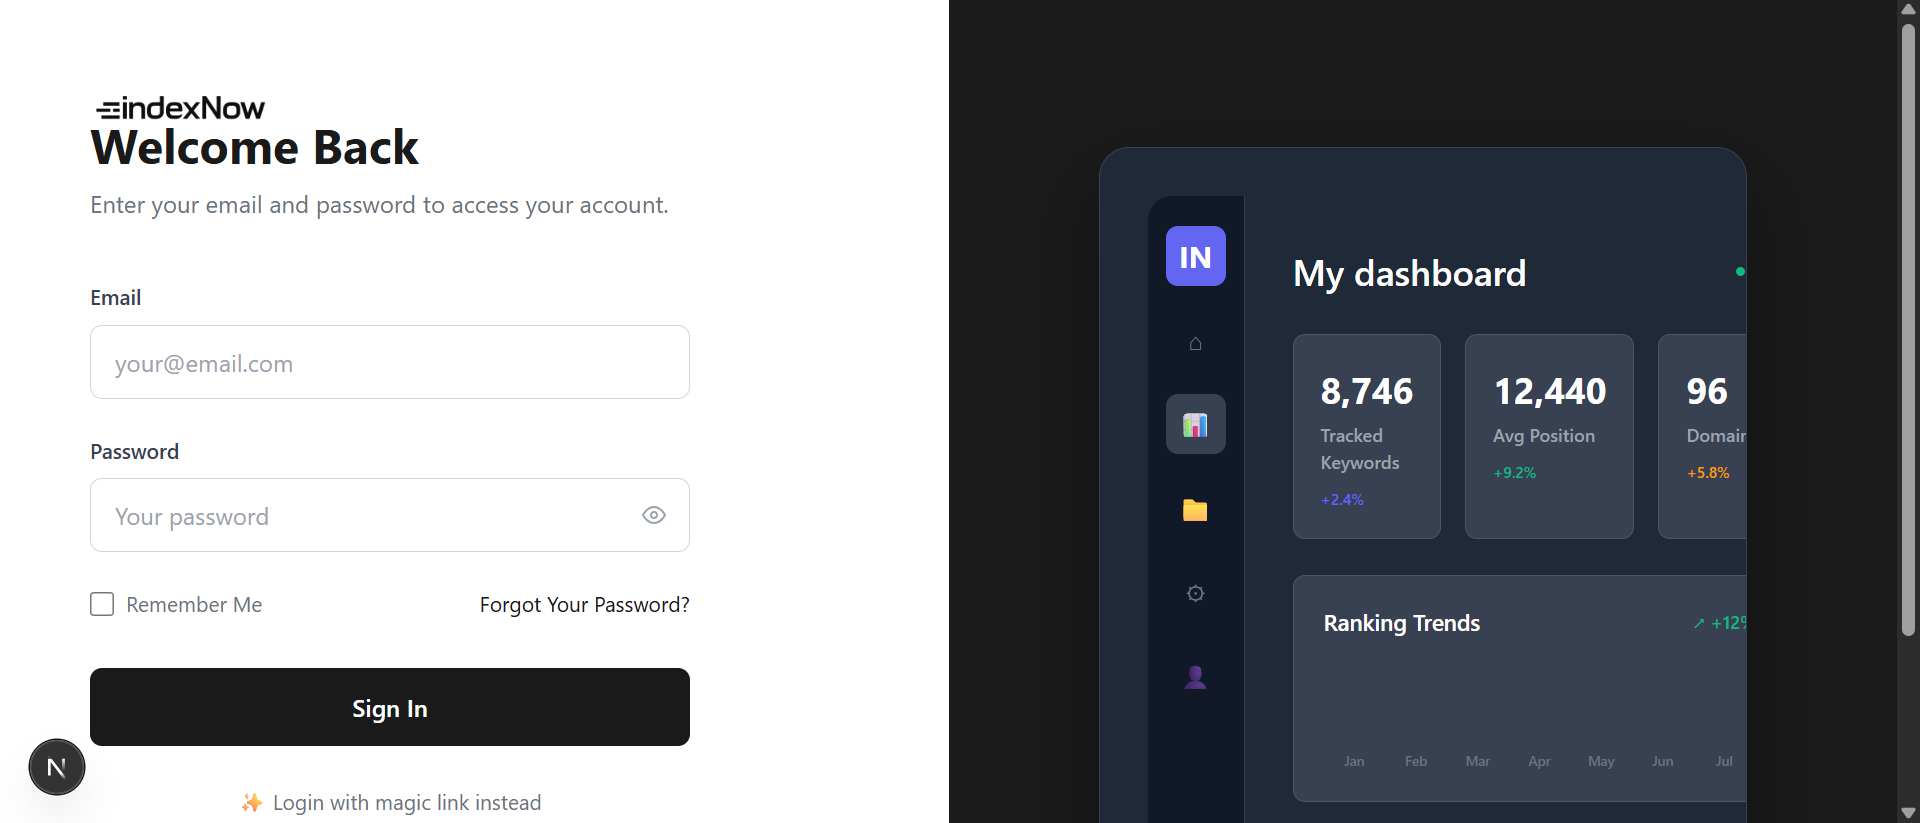 indexNow
Welcome Back
Enter your email and password to access your account.
Email
your@email.com
Password
Your password
Remember Me
Forgot Your Password?
Sign In
N
Login with magic link instead
IN
My dashboard
8,746
Tracked
Keywords
+2.4%
12,440
Avg Position
+9.2%
96
Domain
+5.8%
Ranking Trends
↗ +12%
Jan Feb Mar Apr May Jun Jul